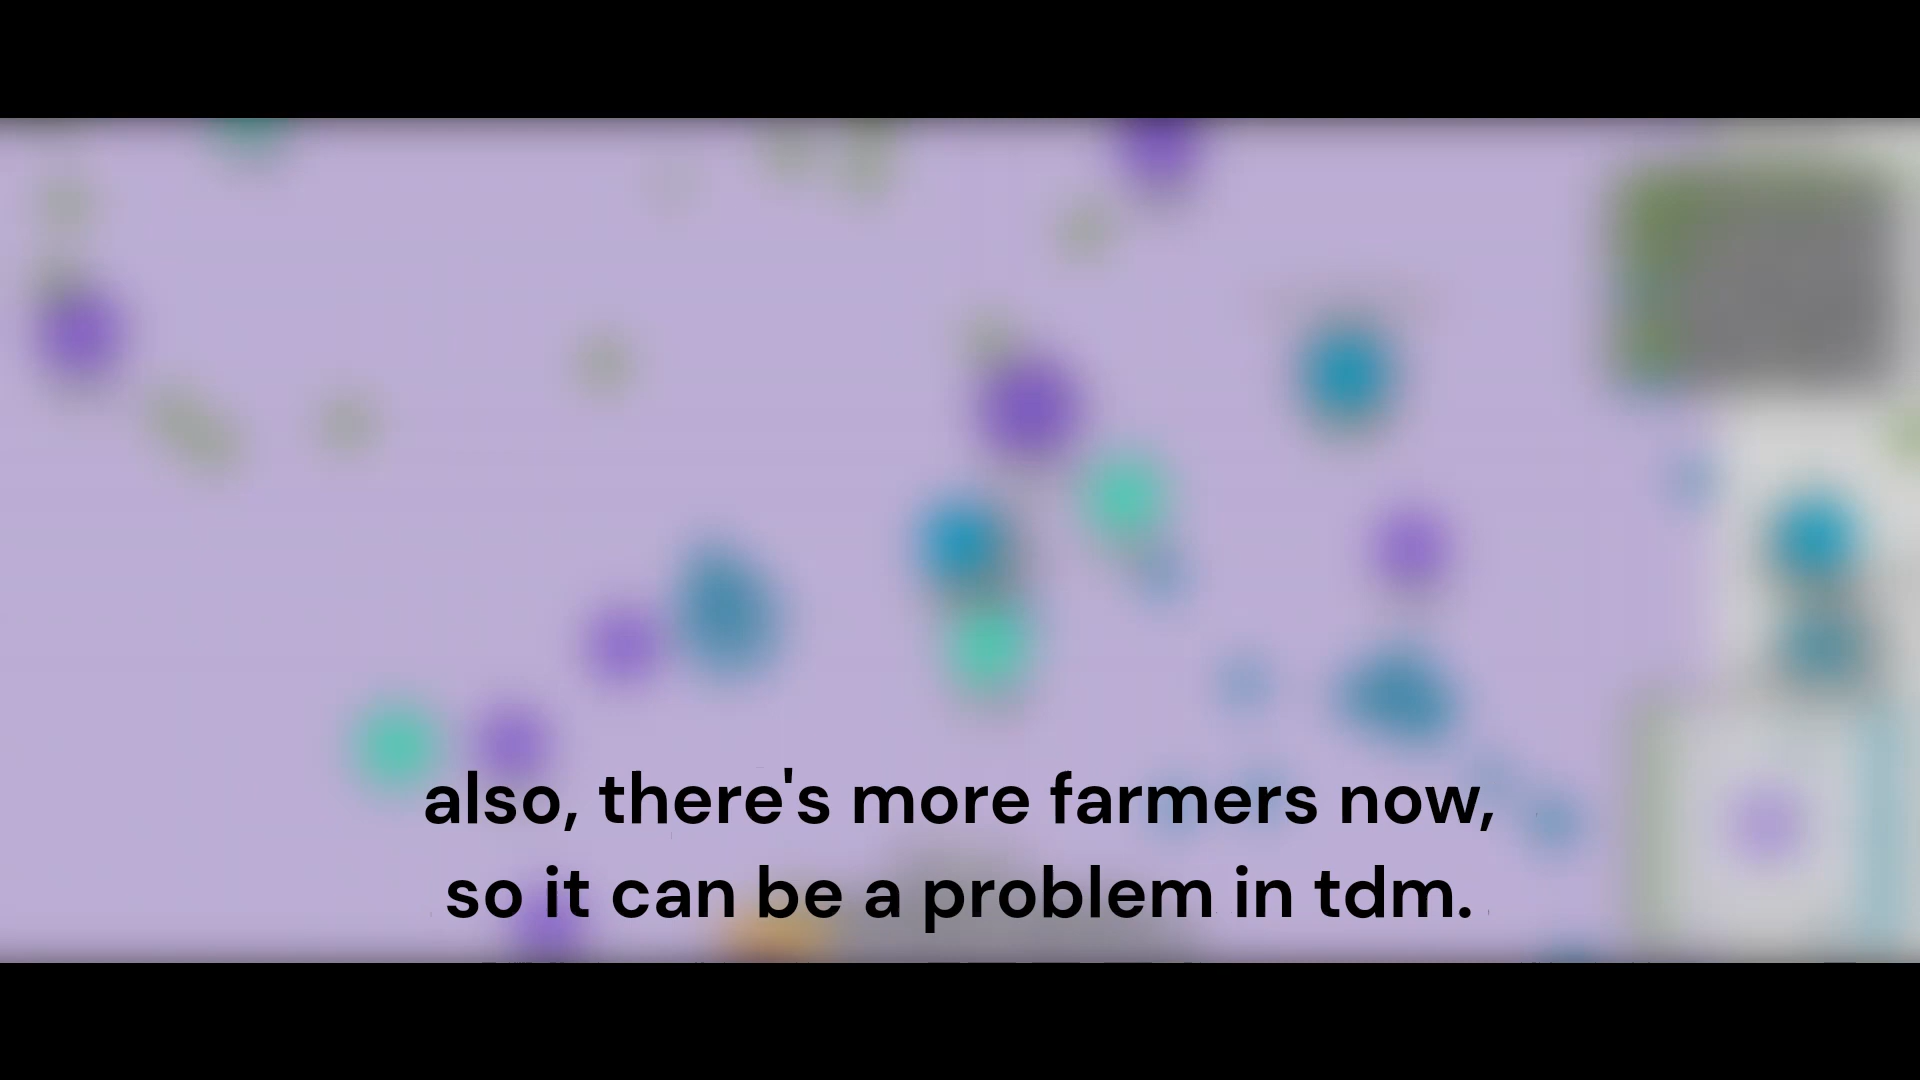 also, there's more farmers now,
so it can be a problem in tdm.